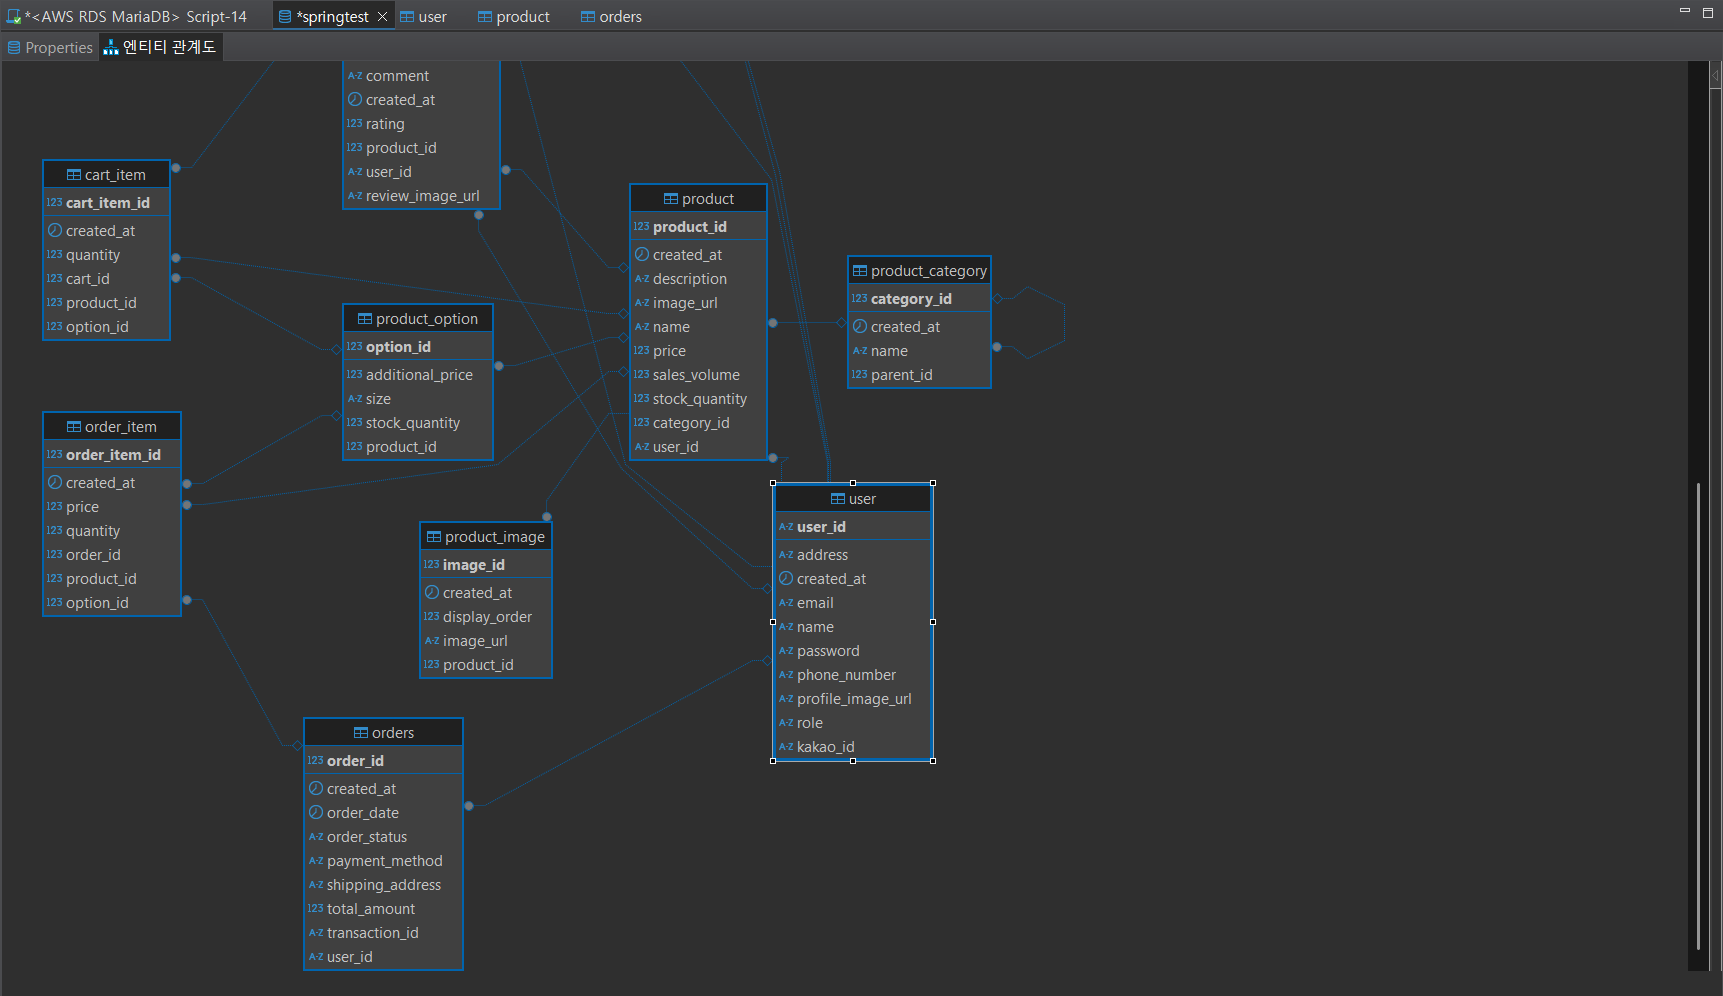 *<AWS RDS MariaDB> Script-14
*springtest
user
product
orders
Properties
엔티티 관계도
A-Z comment
created_at
123 rating
123 product_id
A-Z user_id
A-Z review_image_url
cart_item
123 cart_item_id
created_at
123 quantity
123 cart_id
123 product_id
123 option_id
product
123 product_id
created_at
A-Z description
A-Z image_url
A-Z name
123 price
123 sales_volume
123 stock_quantity
123 category_id
A-Z user_id
product_category
123 category_id
created_at
A-Z name
123 parent_id
product_option
123 option_id
123 additional_price
A-Z size
123 stock_quantity
123 product_id
order_item
123 order_item_id
created_at
123 price
123 quantity
123 order_id
123 product_id
123 option_id
product_image
123 image_id
created_at
123 display_order
A-Z image_url
123 product_id
user
A-Z user_id
A-Z address
created_at
A-Z email
A-Z name
A-Z password
A-Z phone_number
A-Z profile_image_url
A-Z role
A-Z kakao_id
orders
123 order_id
created_at
order_date
A-Z order_status
A-Z payment_method
A-Z shipping_address
123 total_amount
A-Z transaction_id
A-Z user_id